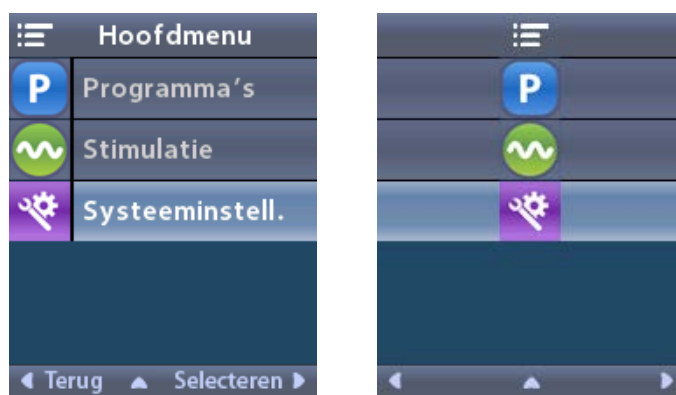 Hoofdmenu
P Programma's
Stimulatie
Systeeminstell.
Terug Selecteren
P